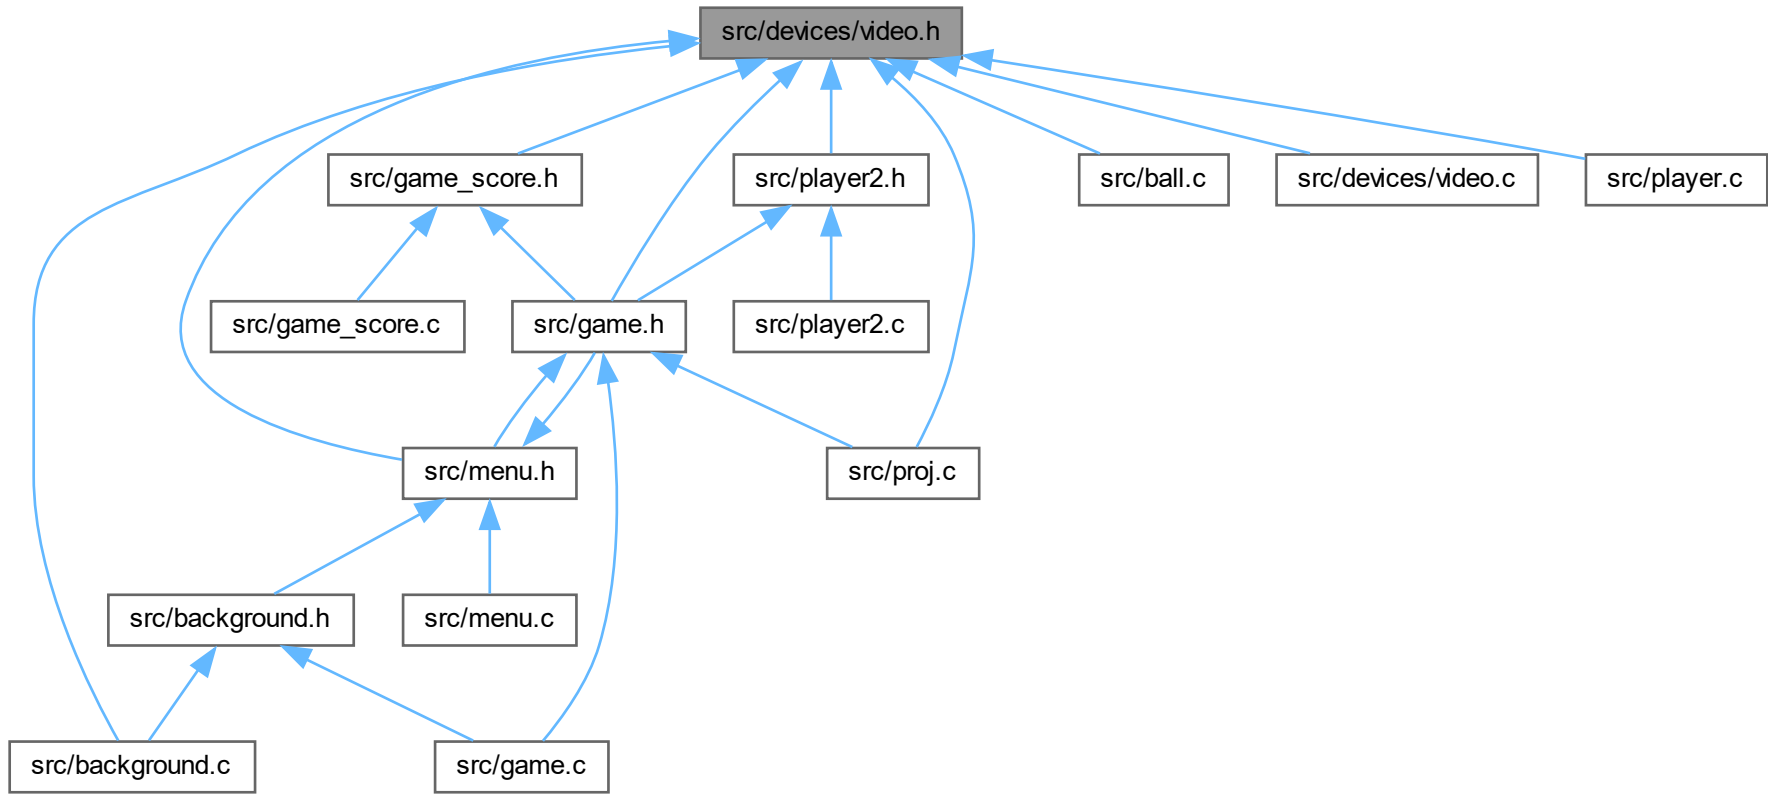 src/devices/video.h
src/game_score.h
src/player2.h
src/ball.c
src/devices/video.c
src/player.c
src/game_score.c
src/game.h
src/player2.c
src/menu.h
src/proj.c
src/background.h
src/menu.c
src/background.c
src/game.c